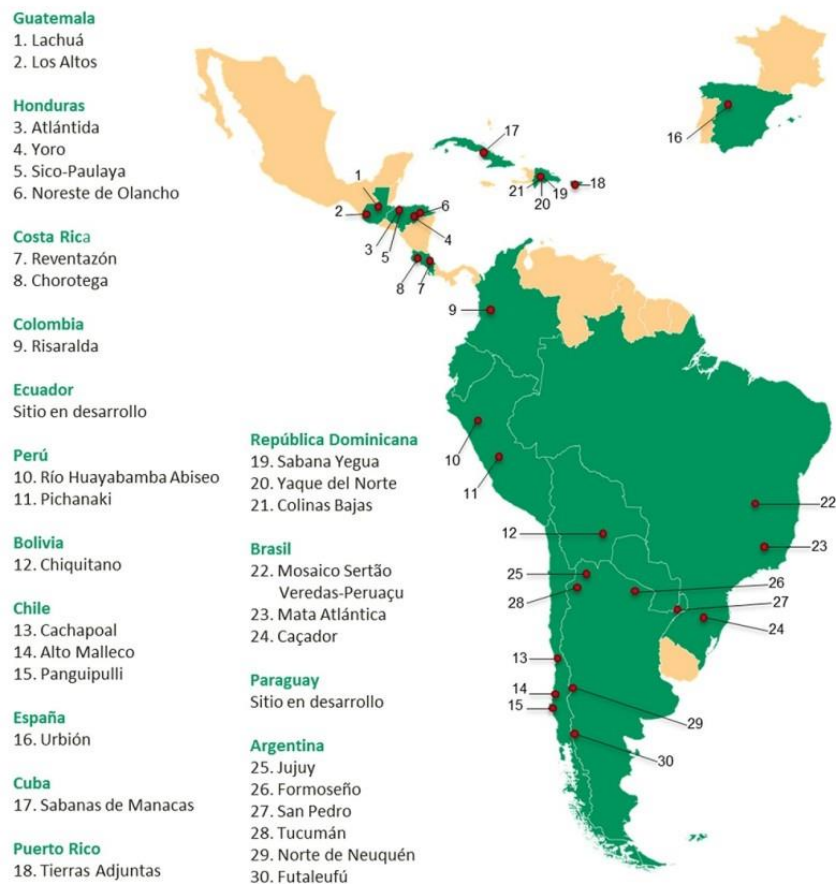 Guatemala
1. Lachuá
2. Los Altos
Honduras
3. Atlántida
4. Yoro
5. Sico-Paulaya
6. Noreste de Olancho
Costa Rica
7. Reventazón
8. Chorotega
Colombia
9. Risaralda
Ecuador
Sitio en desarrollo
Perú
10. Río Huayabamba Abiseo
11. Pichanaki
Bolivia
12. Chiquitano
Chile
13. Cachapoal
14. Alto Malleco
15. Panguipulli
España
16. Urbión
Cuba
17. Sabanas de Manacas
Puerto Rico
18. Tierras Adjuntas
República Dominicana
19. Sabana Yegua
20. Yaque del Norte
21. Colinas Bajas
Brasil
22. Mosaico Sertão
Veredas-Peruaçu
23. Mata Atlántica
24. Caçador
Paraguay
Sitio en desarrollo
Argentina
25. Jujuy
26. Formoseño
27. San Pedro
28. Tucumán
29. Norte de Neuquén
30. Futaleufú
16
17
18
21
19
20
1
2
6
3
4
5
8
7
9
10
11
22
12
23
25
26
28
27
24
13
14
15
29
30